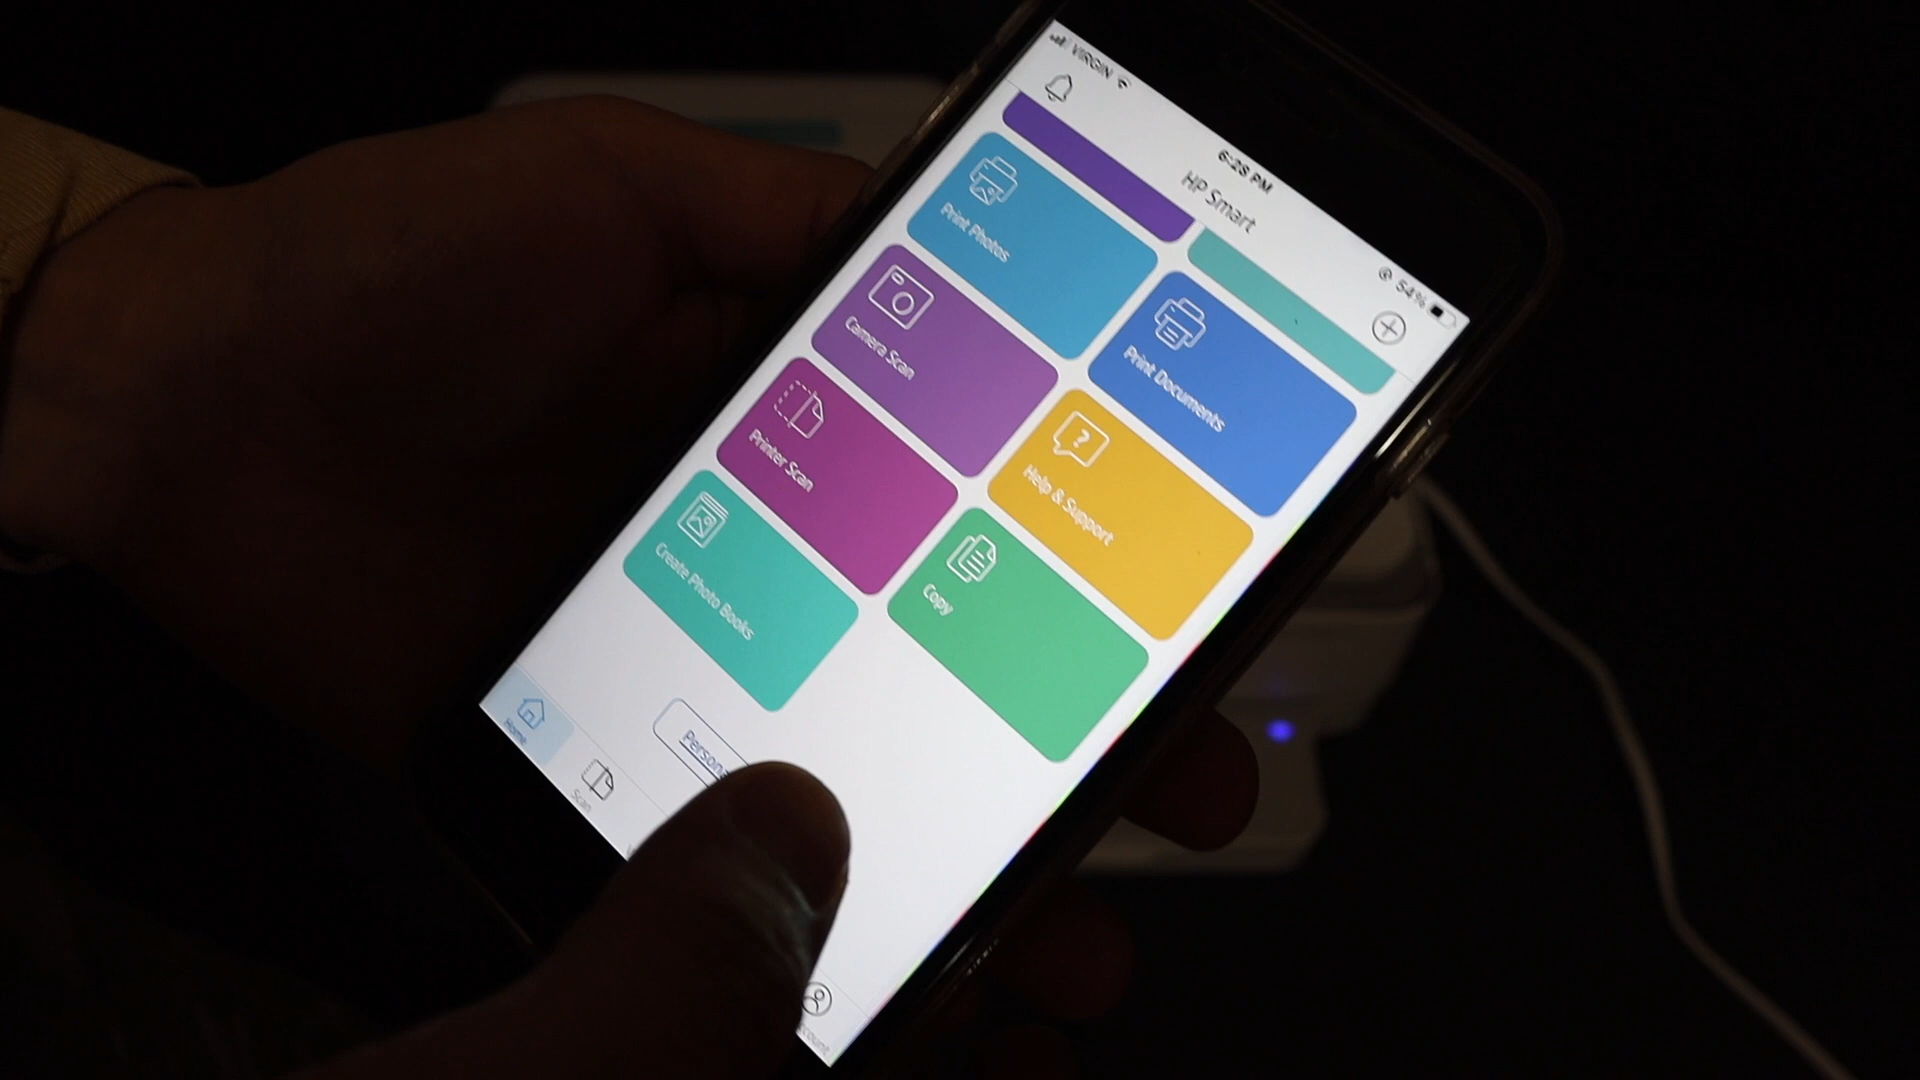 VIRGIN
6:28 PM
54%
HP Smart
Print Photos
Print Documents
Camera Scan
Help & Support
Printer Scan
Copy
Create Photo Books
Home
Scan